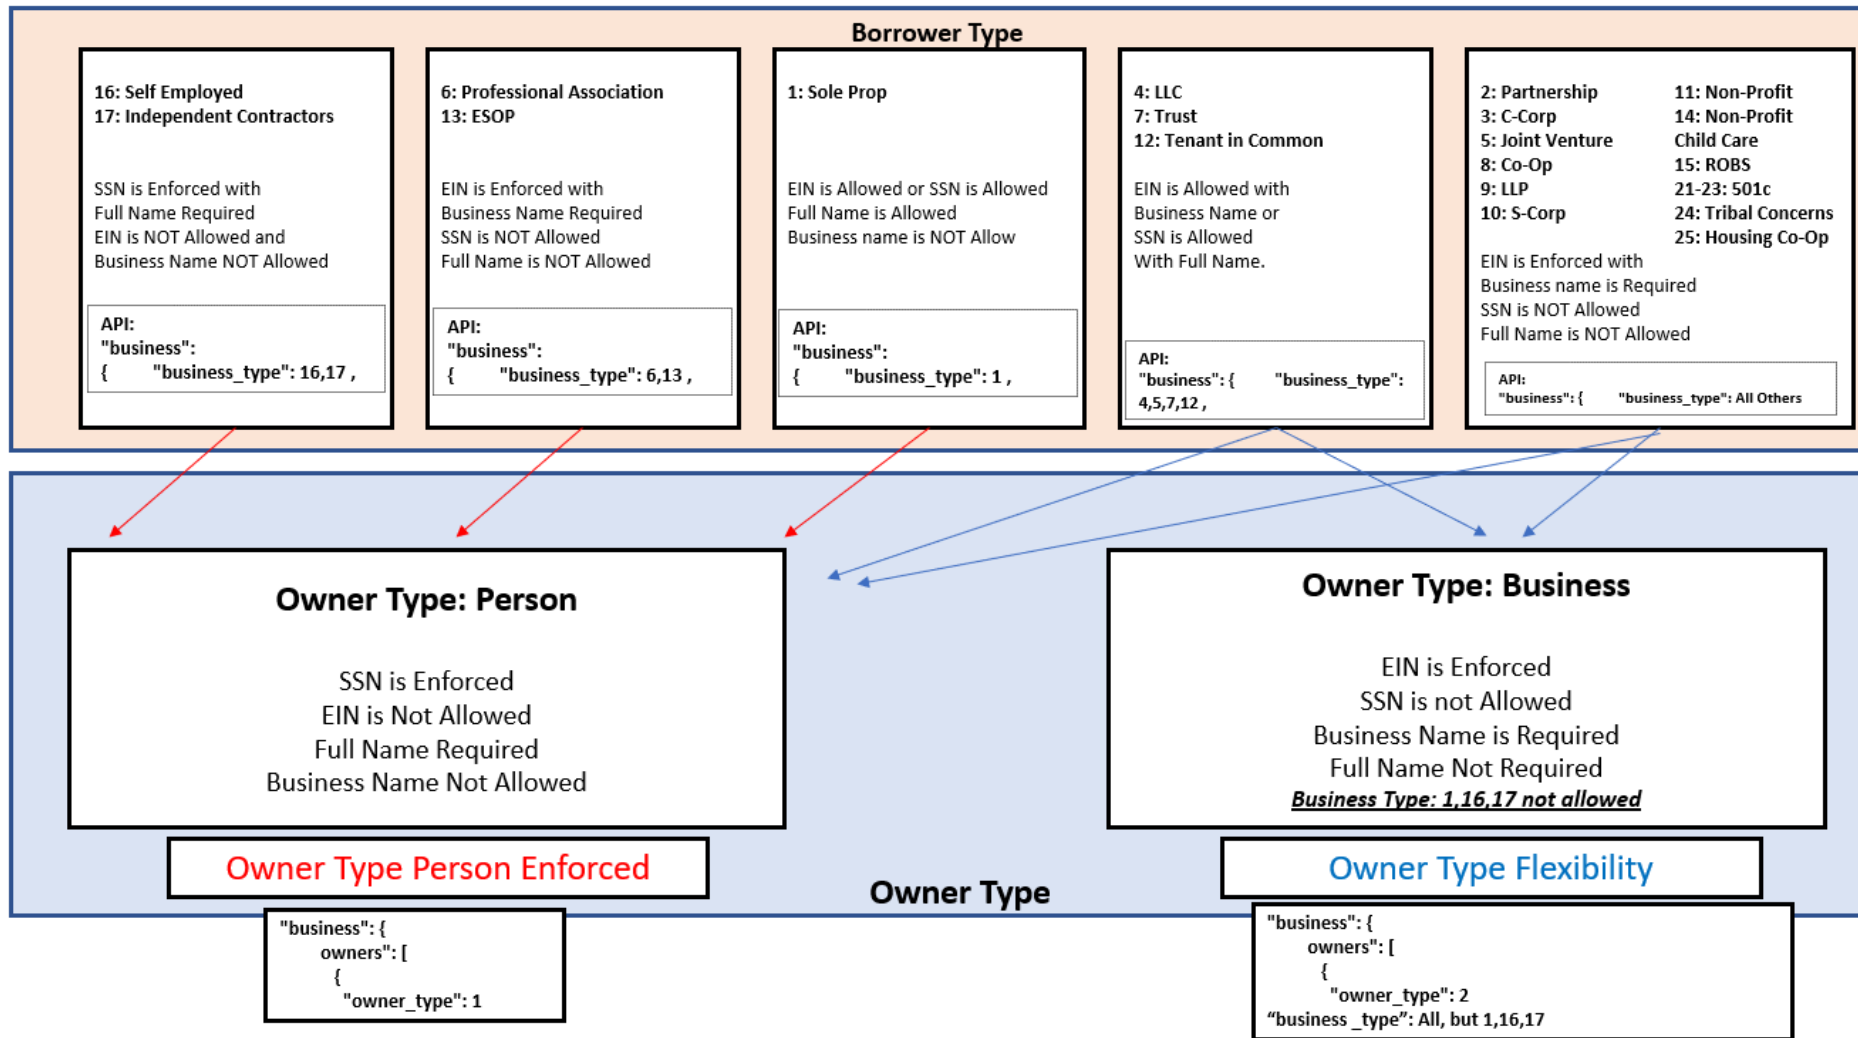 Borrower Type
16: Self Employed
17: Independent Contractors
SSN is Enforced with
Full Name Required
EIN is NOT Allowed and
Business Name NOT Allowed
API:
"business":
{ "business_type": 16,17 ,
6: Professional Association
13: ESOP
EIN is Enforced with
Business Name Required
SSN is NOT Allowed
Full Name is NOT Allowed
API:
"business":
{ "business_type": 6,13 ,
1: Sole Prop
EIN is Allowed or SSN is Allowed
Full Name is Allowed
Business name is NOT Allow
API:
"business":
{ "business_type": 1 ,
4: LLC
7: Trust
12: Tenant in Common
EIN is Allowed with
Business Name or
SSN is Allowed
With Full Name.
API:
"business": { "business_type":
4,5,7,12 ,
2: Partnership
3: C-Corp
5: Joint Venture
8: Co-Op
9: LLP
10: S-Corp
11: Non-Profit
14: Non-Profit
Child Care
15: ROBS
21-23: 501c
24: Tribal Concerns
25: Housing Co-Op
EIN is Enforced with
Business name is Required
SSN is NOT Allowed
Full Name is NOT Allowed
API:
"business": { "business_type": All Others
Owner Type: Person
SSN is Enforced
EIN is Not Allowed
Full Name Required
Business Name Not Allowed
Owner Type Person Enforced
"business": {
owners": [
{
"owner_type": 1
Owner Type
Owner Type: Business
EIN is Enforced
SSN is not Allowed
Business Name is Required
Full Name Not Required
Business Type: 1,16,17 not allowed
Owner Type Flexibility
"business": {
owners": [
{
"owner_type": 2
“business _type”: All, but 1,16,17